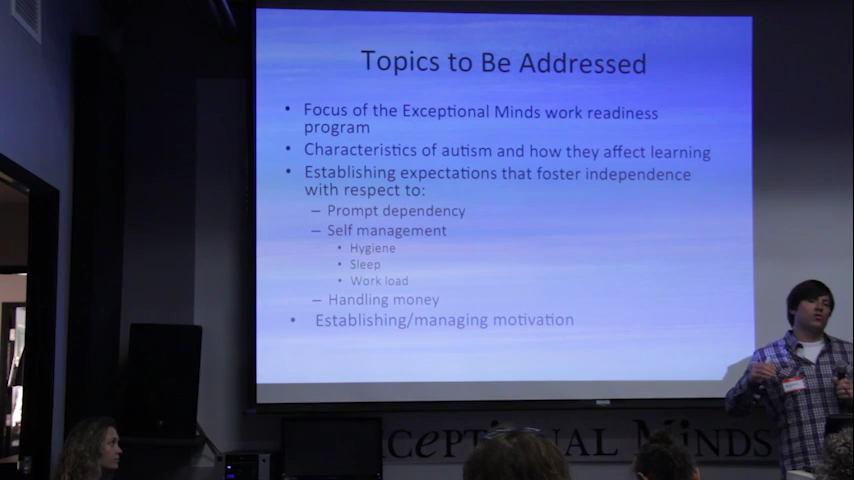 Topics to Be Addressed
• Focus of the Exceptional Minds work readiness
program
• Characteristics of autism and how they affect learning
• Establishing expectations that foster independence
with respect to:
– Prompt dependency
– Self management
• Hygiene
• Sleep
• Work load
– Handling money
• Establishing/managing motivation
MINDS